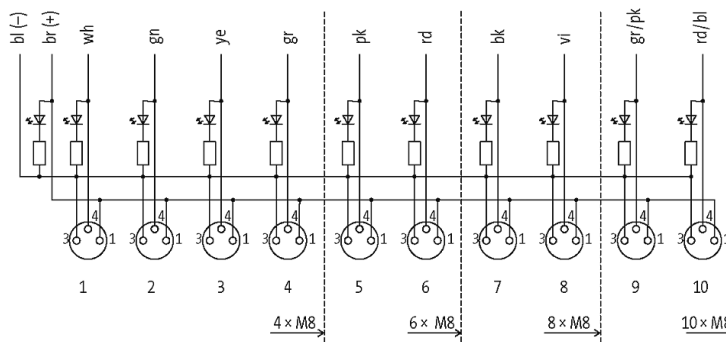 bl (–) br (+) wh gn ye gr pk rd bk vi gr/pk rd/bl
4 4 4 4 4 4 4 4 4 4
3 1 3 1 3 1 3 1 3 1 3 1 3 1 3 1 3 1 3 1
1 2 3 4 5 6 7 8 9 10
4 × M8 6 × M8 8 × M8 10 × M8